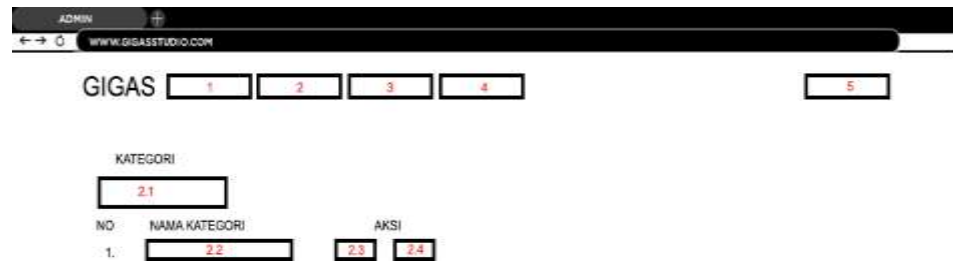 ADMIN
WWW.GIGASSTUDIO.COM
GIGAS 1 2 3 4 5
KATEGORI
2.1
NO NAMA KATEGORI AKSI
1. 2.2 2.3 2.4